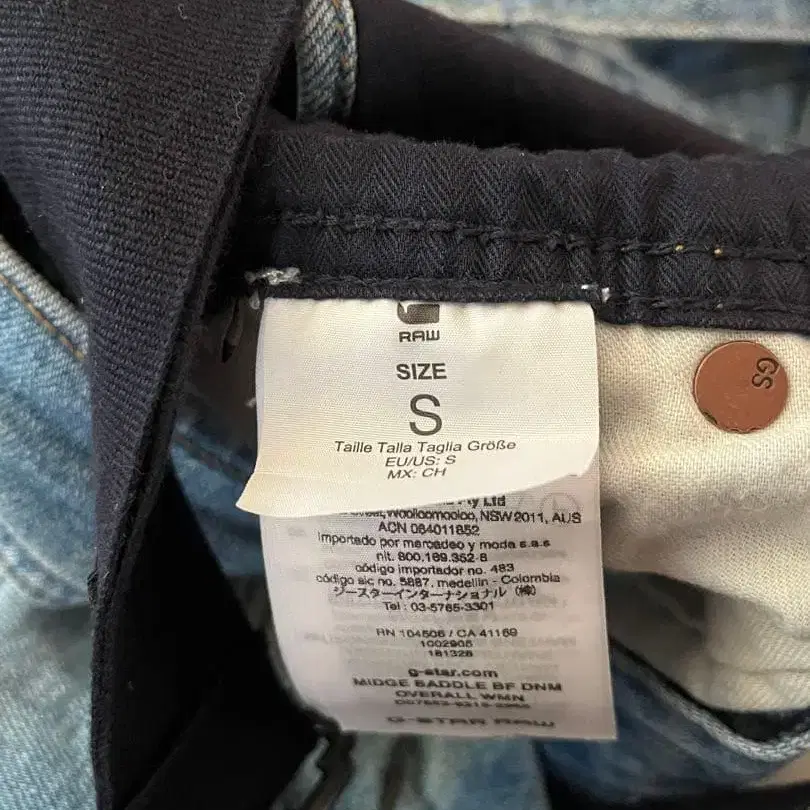 RAW
SIZE
S
Taille Talla Taglia Größe
EU/US: S
MX: CH
GS
Pty Ltd
Woolloomooloo, NSW 2011, AUS
ACN 084011852
Importado por mercadeo y moda s.a.s
nit. 800.189.352-8
código importador no. 483
código sic no. 5887, medellin - Colombia
ジースターインターナショナル (株)
Tel : 03-5765-3301
RN 104506 / CA 41169
1002905
181328
g-star.com
MIDGE SADDLE BF DNM
OVERALL WMN
G-STAR RAW